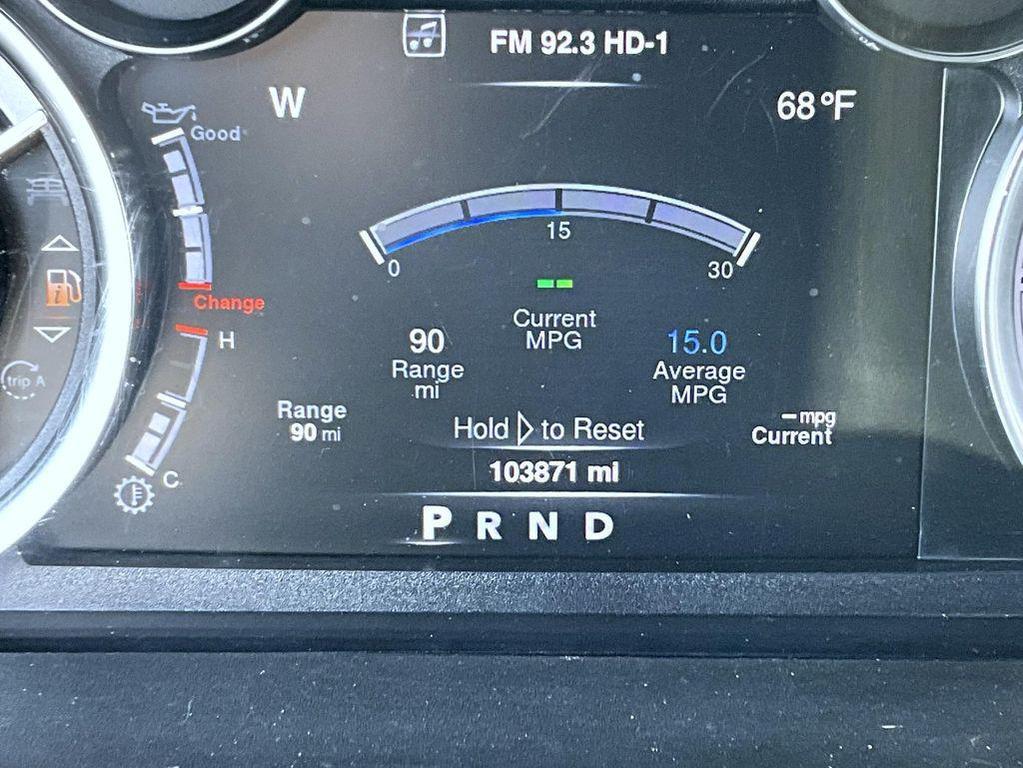 FM 92.3 HD-1
W
68°F
Good
15
0
30
Change
H
Current
MPG
90
Range
mi
15.0
Average
MPG
Range
90 mi
Hold ▷ to Reset
– mpg
Current
103871 mi
C
trip A
P R N D